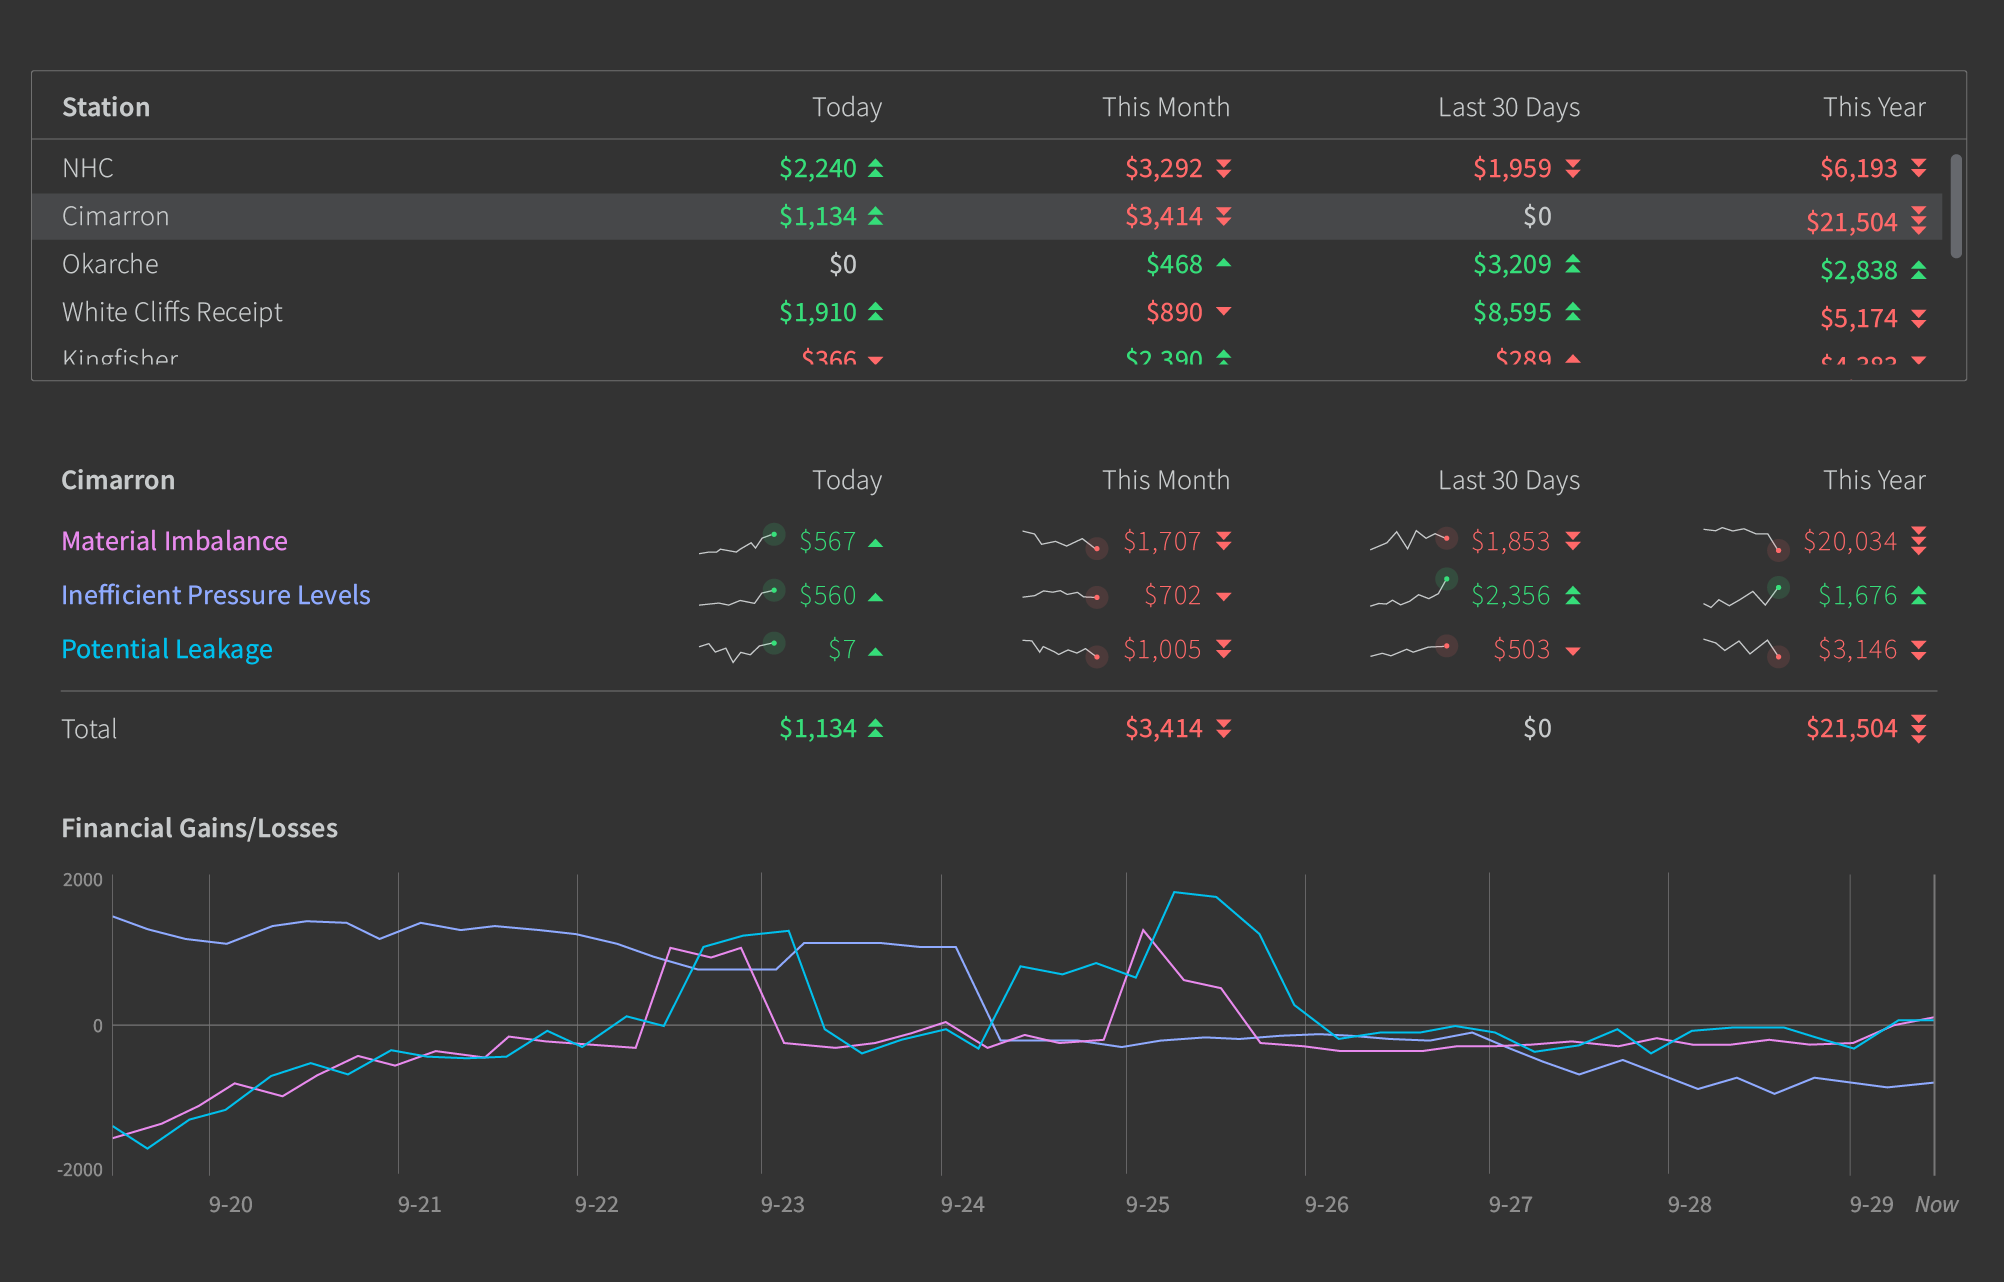 Station Today This Month Last 30 Days This Year
NHC $2,240 $3,292 $1,959 $6,193
Cimarron $1,134 $3,414 $0 $21,504
Okarche $0 $468 $3,209 $2,838
White Cliffs Receipt $1,910 $890 $8,595 $5,174
Kingfisher $366 $2,390 $289 $4,383
Cimarron Today This Month Last 30 Days This Year
Material Imbalance $567 $1,707 $1,853 $20,034
Inefficient Pressure Levels $560 $702 $2,356 $1,676
Potential Leakage $7 $1,005 $503 $3,146
Total $1,134 $3,414 $0 $21,504
Financial Gains/Losses
2000
0
-2000
9-20 9-21 9-22 9-23 9-24 9-25 9-26 9-27 9-28 9-29 Now